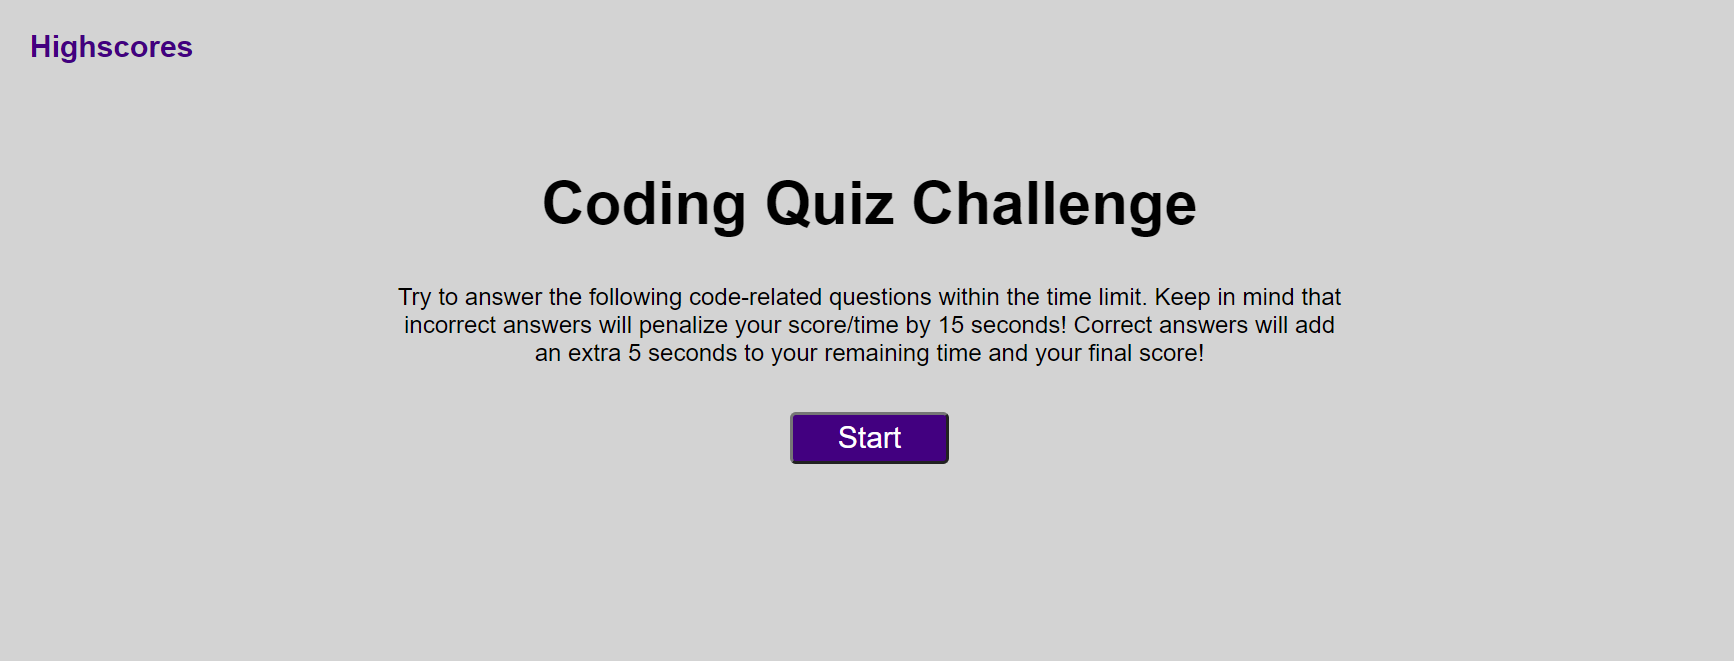 Highscores
Coding Quiz Challenge
Try to answer the following code-related questions within the time limit. Keep in mind that
incorrect answers will penalize your score/time by 15 seconds! Correct answers will add
an extra 5 seconds to your remaining time and your final score!
Start